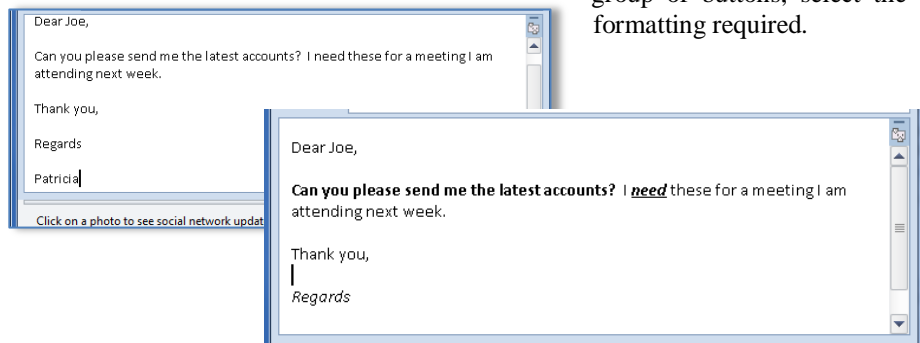 group of buttons, select the
formatting required.
Dear Joe,
Can you please send me the latest accounts? I need these for a meeting I am
attending next week.
Thank you,
Regards
Patricia
Click on a photo to see social network updat
Dear Joe,
Can you please send me the latest accounts? I need these for a meeting I am
attending next week.
Thank you,
Regards